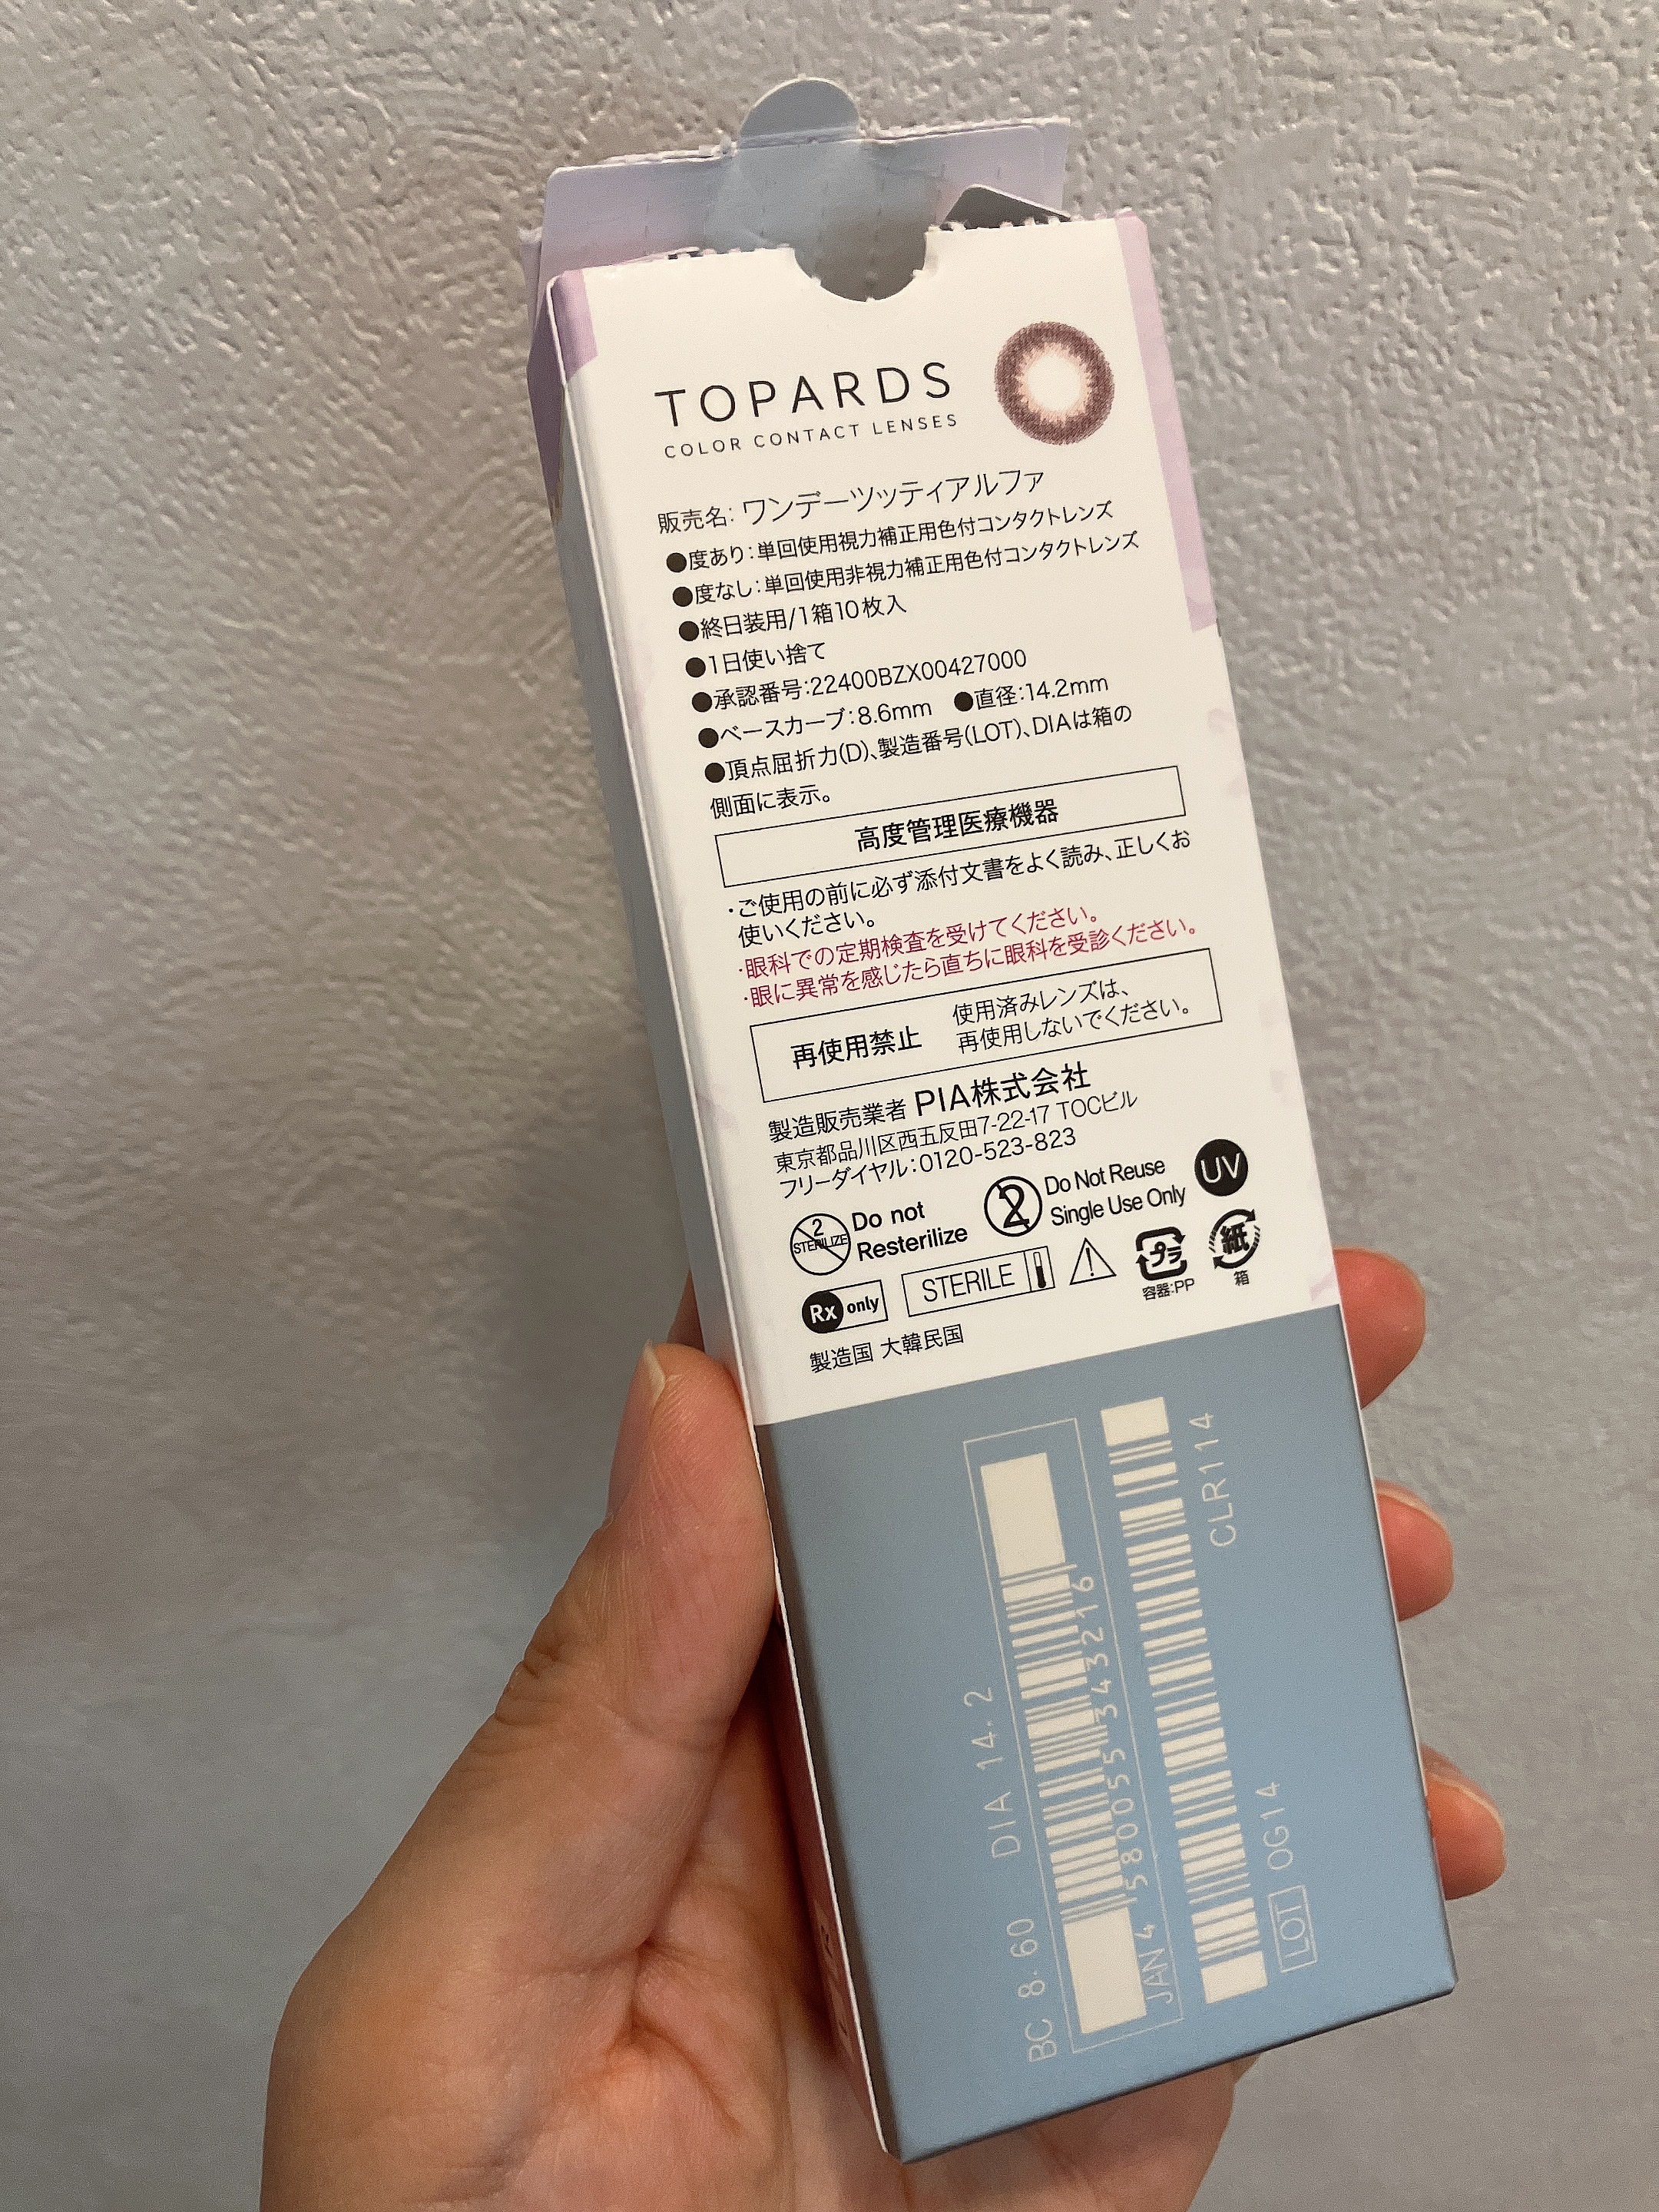 TOPARDS
COLOR CONTACT LENSES
販売名: ワンデーツッティアルファ
●度あり:単回使用視力補正用色付コンタクトレンズ
●度なし:単回使用非視力補正用色付コンタクトレンズ
●終日装用/1箱10枚入
●1日使い捨て
●承認番号:22400BZX00427000
●ベースカーブ:8.6mm ●直径:14.2mm
●頂点屈折力(D)、製造番号(LOT)、DIAは箱の
側面に表示。
高度管理医療機器
・ご使用の前に必ず添付文書をよく読み、正しくお
使いください。
・眼科での定期検査を受けてください。
・眼に異常を感じたら直ちに眼科を受診ください。
再使用禁止
使用済みレンズは、
再使用しないでください。
製造販売業者 PIA株式会社
東京都品川区西五反田7-22-17 TOCビル
フリーダイヤル:0120-523-823
2
STERILIZE
Do not
Resterilize
2
Do Not Reuse
Single Use Only
UV
Rx only
STERILE
プラ
容器:PP
紙
箱
製造国 大韓民国
BC 8.60 DIA 14.2
JAN 4 580055 343216
CLR114
LOT 0G14